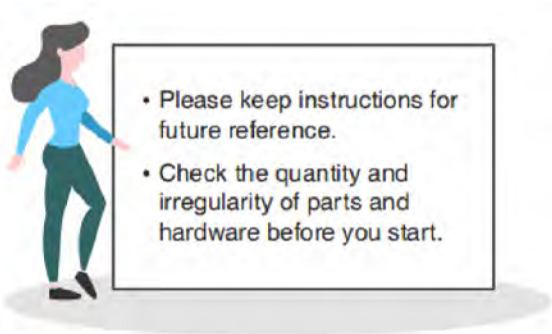 • Please keep instructions for
future reference.
• Check the quantity and
irregularity of parts and
hardware before you start.